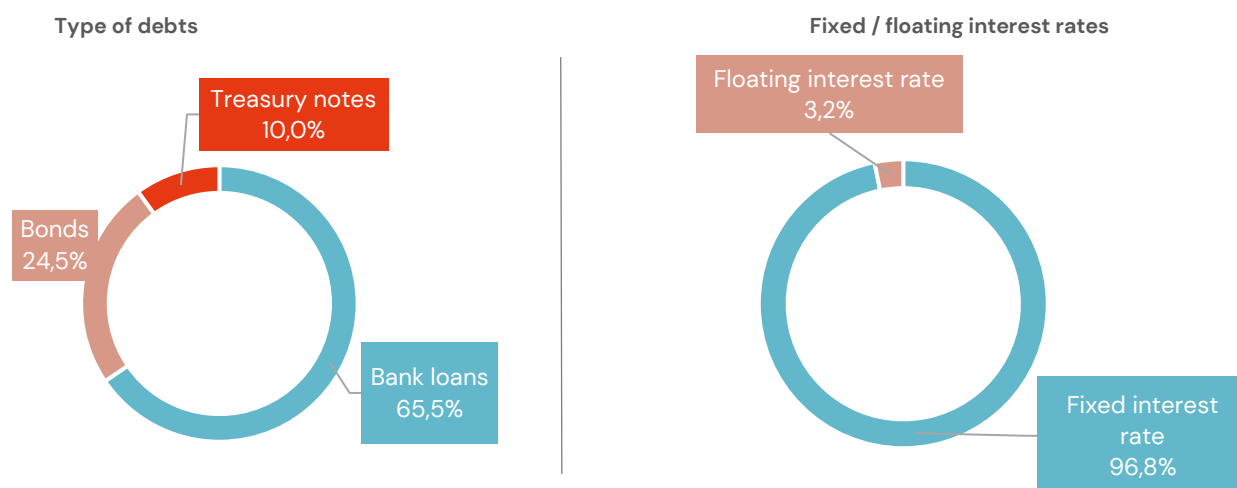 Type of debts
Treasury notes
10,0%
Bonds
24,5%
Bank loans
65,5%
Fixed / floating interest rates
Floating interest rate
3,2%
Fixed interest
rate
96,8%